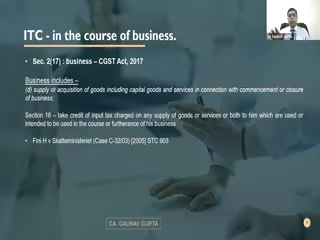 ITC - in the course of business.
• Sec. 2(17) : business – CGST Act, 2017
Business includes –
(d) supply or acquisition of goods including capital goods and services in connection with commencement or closure
of business;
Section 16 – take credit of input tax charged on any supply of goods or services or both to him which are used or
intended to be used in the course or furtherance of his business
• Fini H v Skatteministeriet (Case C-32/03) [2005] STC 903
CA. GAURAV GUPTA